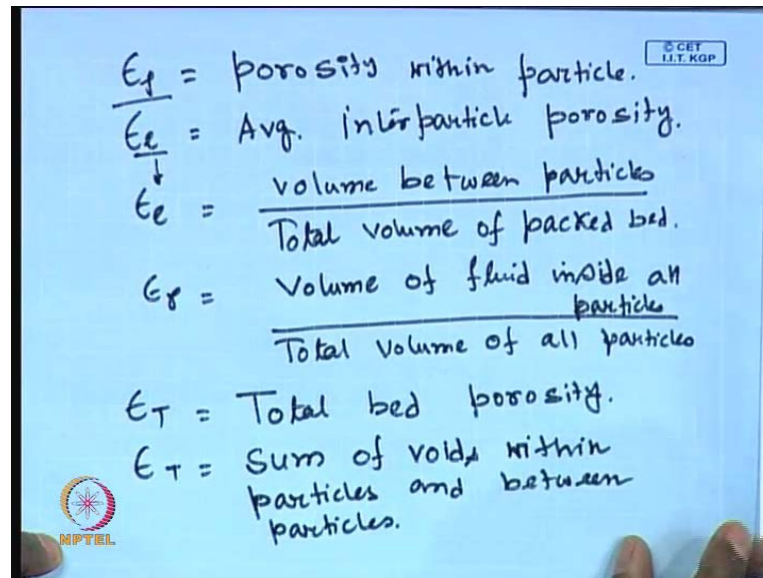 © CET
I.I.T. KGP
ϵp = porosity within particle.
ϵe = Avg. interparticle porosity.
ϵe = volume between particles
Total volume of packed bed.
ϵp = Volume of fluid inside all
particles
Total volume of all particles
ϵT = Total bed porosity.
ϵT = Sum of voids within
particles and between
particles.
NPTEL